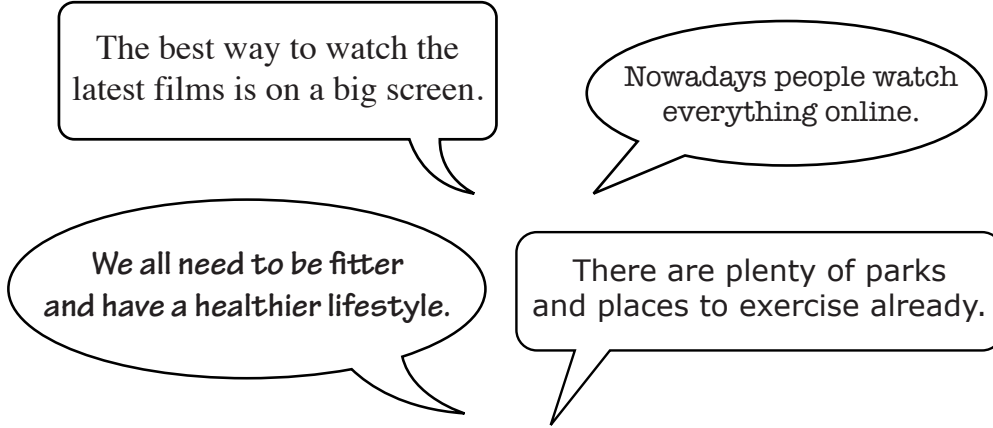 The best way to watch the
latest films is on a big screen.
Nowadays people watch
everything online.
We all need to be fitter
and have a healthier lifestyle.
There are plenty of parks
and places to exercise already.